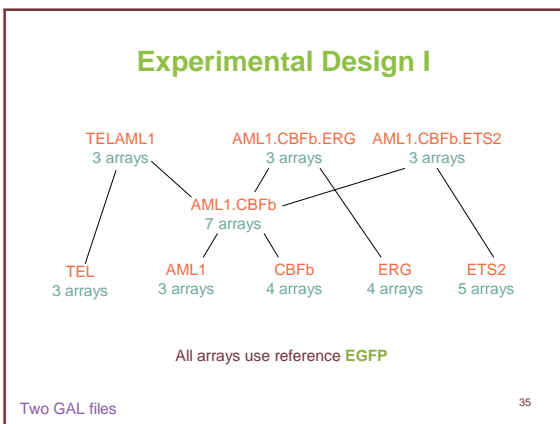 Experimental Design I
TELAML1
3 arrays
AML1.CBFb.ERG
3 arrays
AML1.CBFb.ETS2
3 arrays
AML1.CBFb
7 arrays
TEL
3 arrays
AML1
3 arrays
CBFb
4 arrays
ERG
4 arrays
ETS2
5 arrays
All arrays use reference EGFP
Two GAL files
35